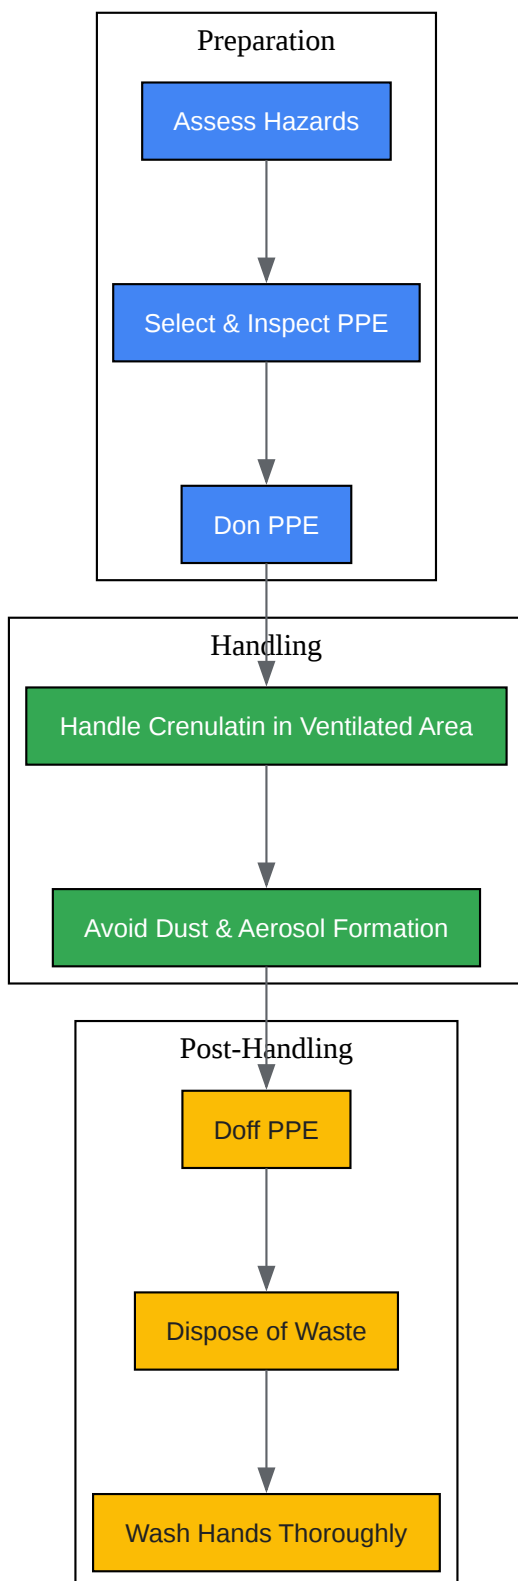 Preparation
Assess Hazards
Select & Inspect PPE
Don PPE
Handling
Handle Crenulatin in Ventilated Area
Avoid Dust & Aerosol Formation
Post-Handling
Doff PPE
Dispose of Waste
Wash Hands Thoroughly